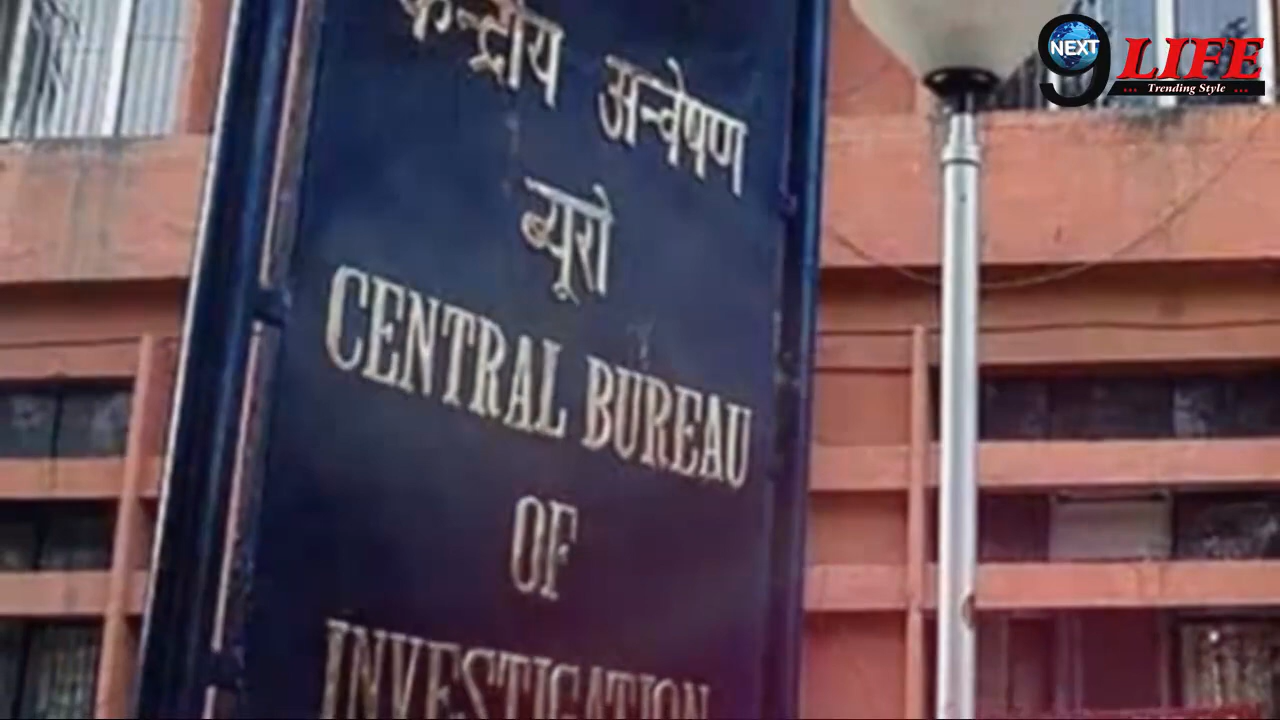 केन्द्रीय अन्वेषण
ब्यूरो
CENTRAL BUREAU
OF
INVESTIGATION
NEXT
9 LIFE
... Trending Style ...